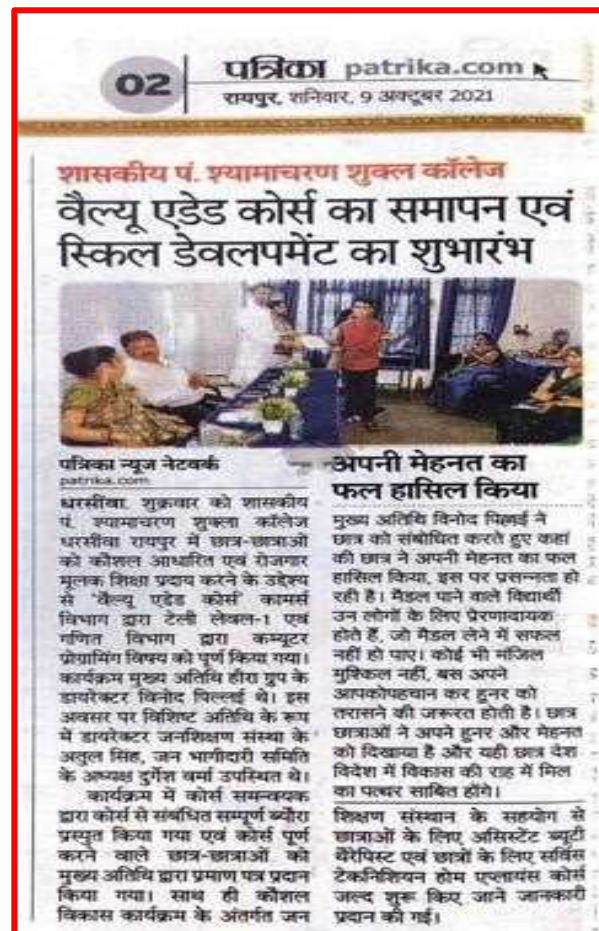 02
पत्रिका patrika.com
रायपुर, शनिवार, 9 अक्टूबर 2021
शासकीय पं. श्यामाचरण शुक्ल कॉलेज
वैल्यू एडेड कोर्स का समापन एवं
स्किल डेवलपमेंट का शुभारंभ
पत्रिका न्यूज नेटवर्क
patrika.com
धरसींवा. शुक्रवार को शासकीय
पं. श्यामाचरण शुक्ला कॉलेज
धरसींवा रायपुर में छात्र-छात्राओं
को कौशल आधारित एवं रोजगार
मूलक शिक्षा प्रदाय करने के उद्देश्य
से 'वैल्यू एडेड कोर्स' कामर्स
विभाग द्वारा टेली लेवल-1 एवं
गणित विभाग द्वारा कम्यूटर
प्रोग्रामिंग विषय को पूर्ण किया गया।
कार्यक्रम मुख्य अतिथि हीरा ग्रुप के
डायरेक्टर विनोद पिल्लई थे। इस
अवसर पर विशिष्ट अतिथि के रूप
में डायरेक्टर जनशिक्षण संस्था के
अतुल सिंह, जन भागीदारी समिति
के अध्यक्ष दुर्गेश वर्मा उपस्थित थे।
कार्यक्रम में कोर्स समन्वयक
द्वारा कोर्स से संबंधित सम्पूर्ण ब्यौरा
प्रस्तुत किया गया एवं कोर्स पूर्ण
करने वाले छात्र-छात्राओं को
मुख्य अतिथि द्वारा प्रमाण पत्र प्रदान
किया गया। साथ ही कौशल
विकास कार्यक्रम के अंतर्गत जन
अपनी मेहनत का
फल हासिल किया
मुख्य अतिथि विनोद पिल्लई ने
छात्र को संबोधित करते हुए कहां
की छात्र ने अपनी मेहनत का फल
हासिल किया, इस पर प्रसन्नता हो
रही है। मैडल पाने वाले विद्यार्थी
उन लोगों के लिए प्रेरणादायक
होते हैं, जो मैडल लेने में सफल
नहीं हो पाए। कोई भी मंजिल
मुश्किल नहीं, बस अपने
आपकोपहचान कर हुनर को
तरासने की जरूरत होती है। छात्र
छात्राओं ने अपने हुनर और मेहनत
को दिखाया है और यही छात्र देश
विदेश में विकास की राह में मिल
का पत्थर साबित होंगे।
शिक्षण संस्थान के सहयोग से
छात्राओं के लिए असिस्टेंट ब्यूटी
थैरेपिस्ट एवं छात्रों के लिए सर्विस
टेकनिशियन होम एप्लायंस कोर्स
जल्द शुरू किए जाने जानकारी
प्रदान की गई।